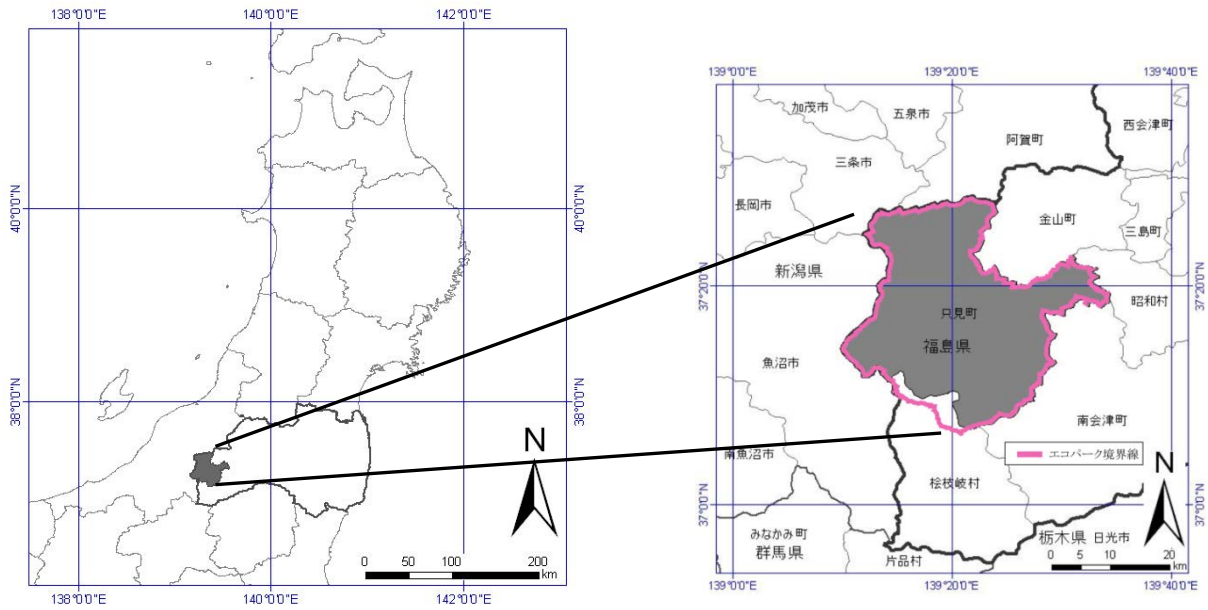 138°0'0"E 140°0'0"E 142°0'0"E
40°0'0"N
40°0'0"N
38°0'0"N
38°0'0"N
N
0 50 100 200
km
138°0'0"E 140°0'0"E 142°0'0"E
139°0'0"E 139°20'0"E 139°40'0"E
加茂市
五泉市
阿賀町
西会津町
三条市
長岡市
金山町
三島町
新潟県
37°20'0"N
37°20'0"N
昭和村
只見町
福島県
魚沼市
南会津町
エコパーク境界線
南魚沼市
N
桧枝岐村
37°0'0"N
37°0'0"N
みなかみ町
群馬県
片品村
栃木県 日光市
0 5 10 20
km
139°0'0"E 139°20'0"E 139°40'0"E